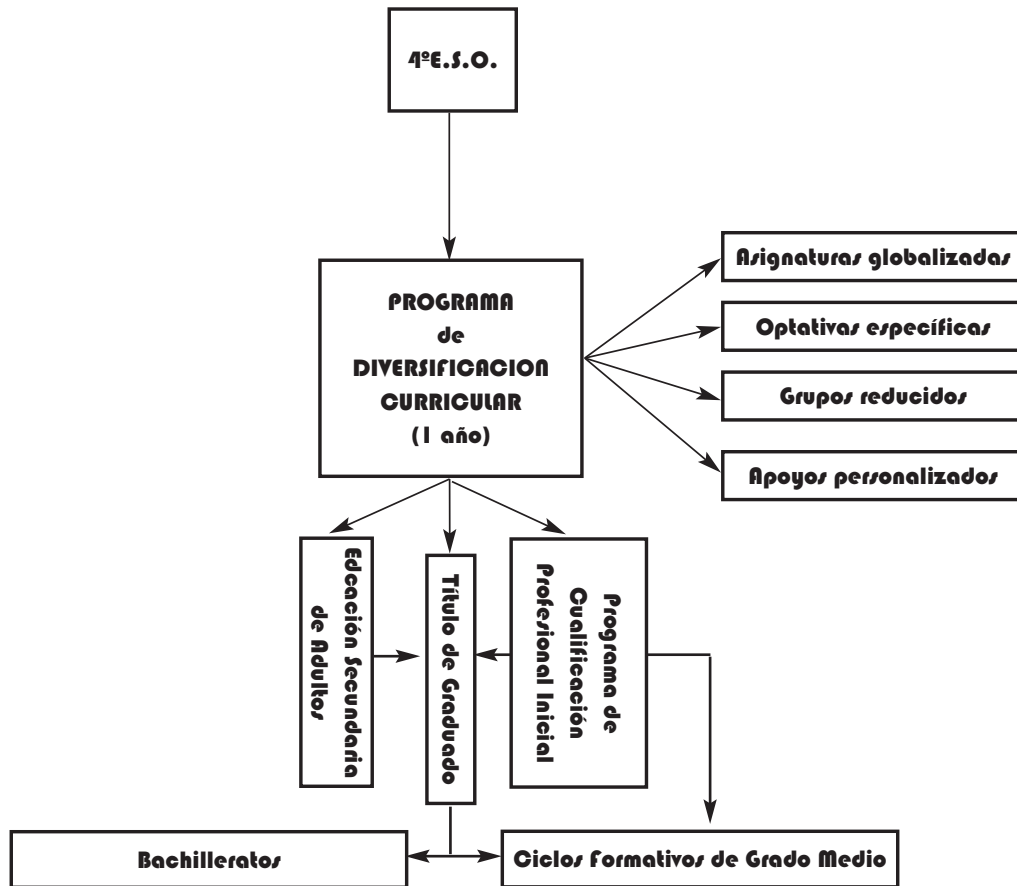 4ºE.S.O.
PROGRAMA
de
DIVERSIFICACION
CURRICULAR
(1 año)
Asignaturas globalizadas
Optativas específicas
Grupos reducidos
Apoyos personalizados
Edcación Secundaria
de Adultos
Título de Graduado
Programa de
Cualificación
Profesional Inicial
Bachilleratos
Ciclos Formativos de Grado Medio